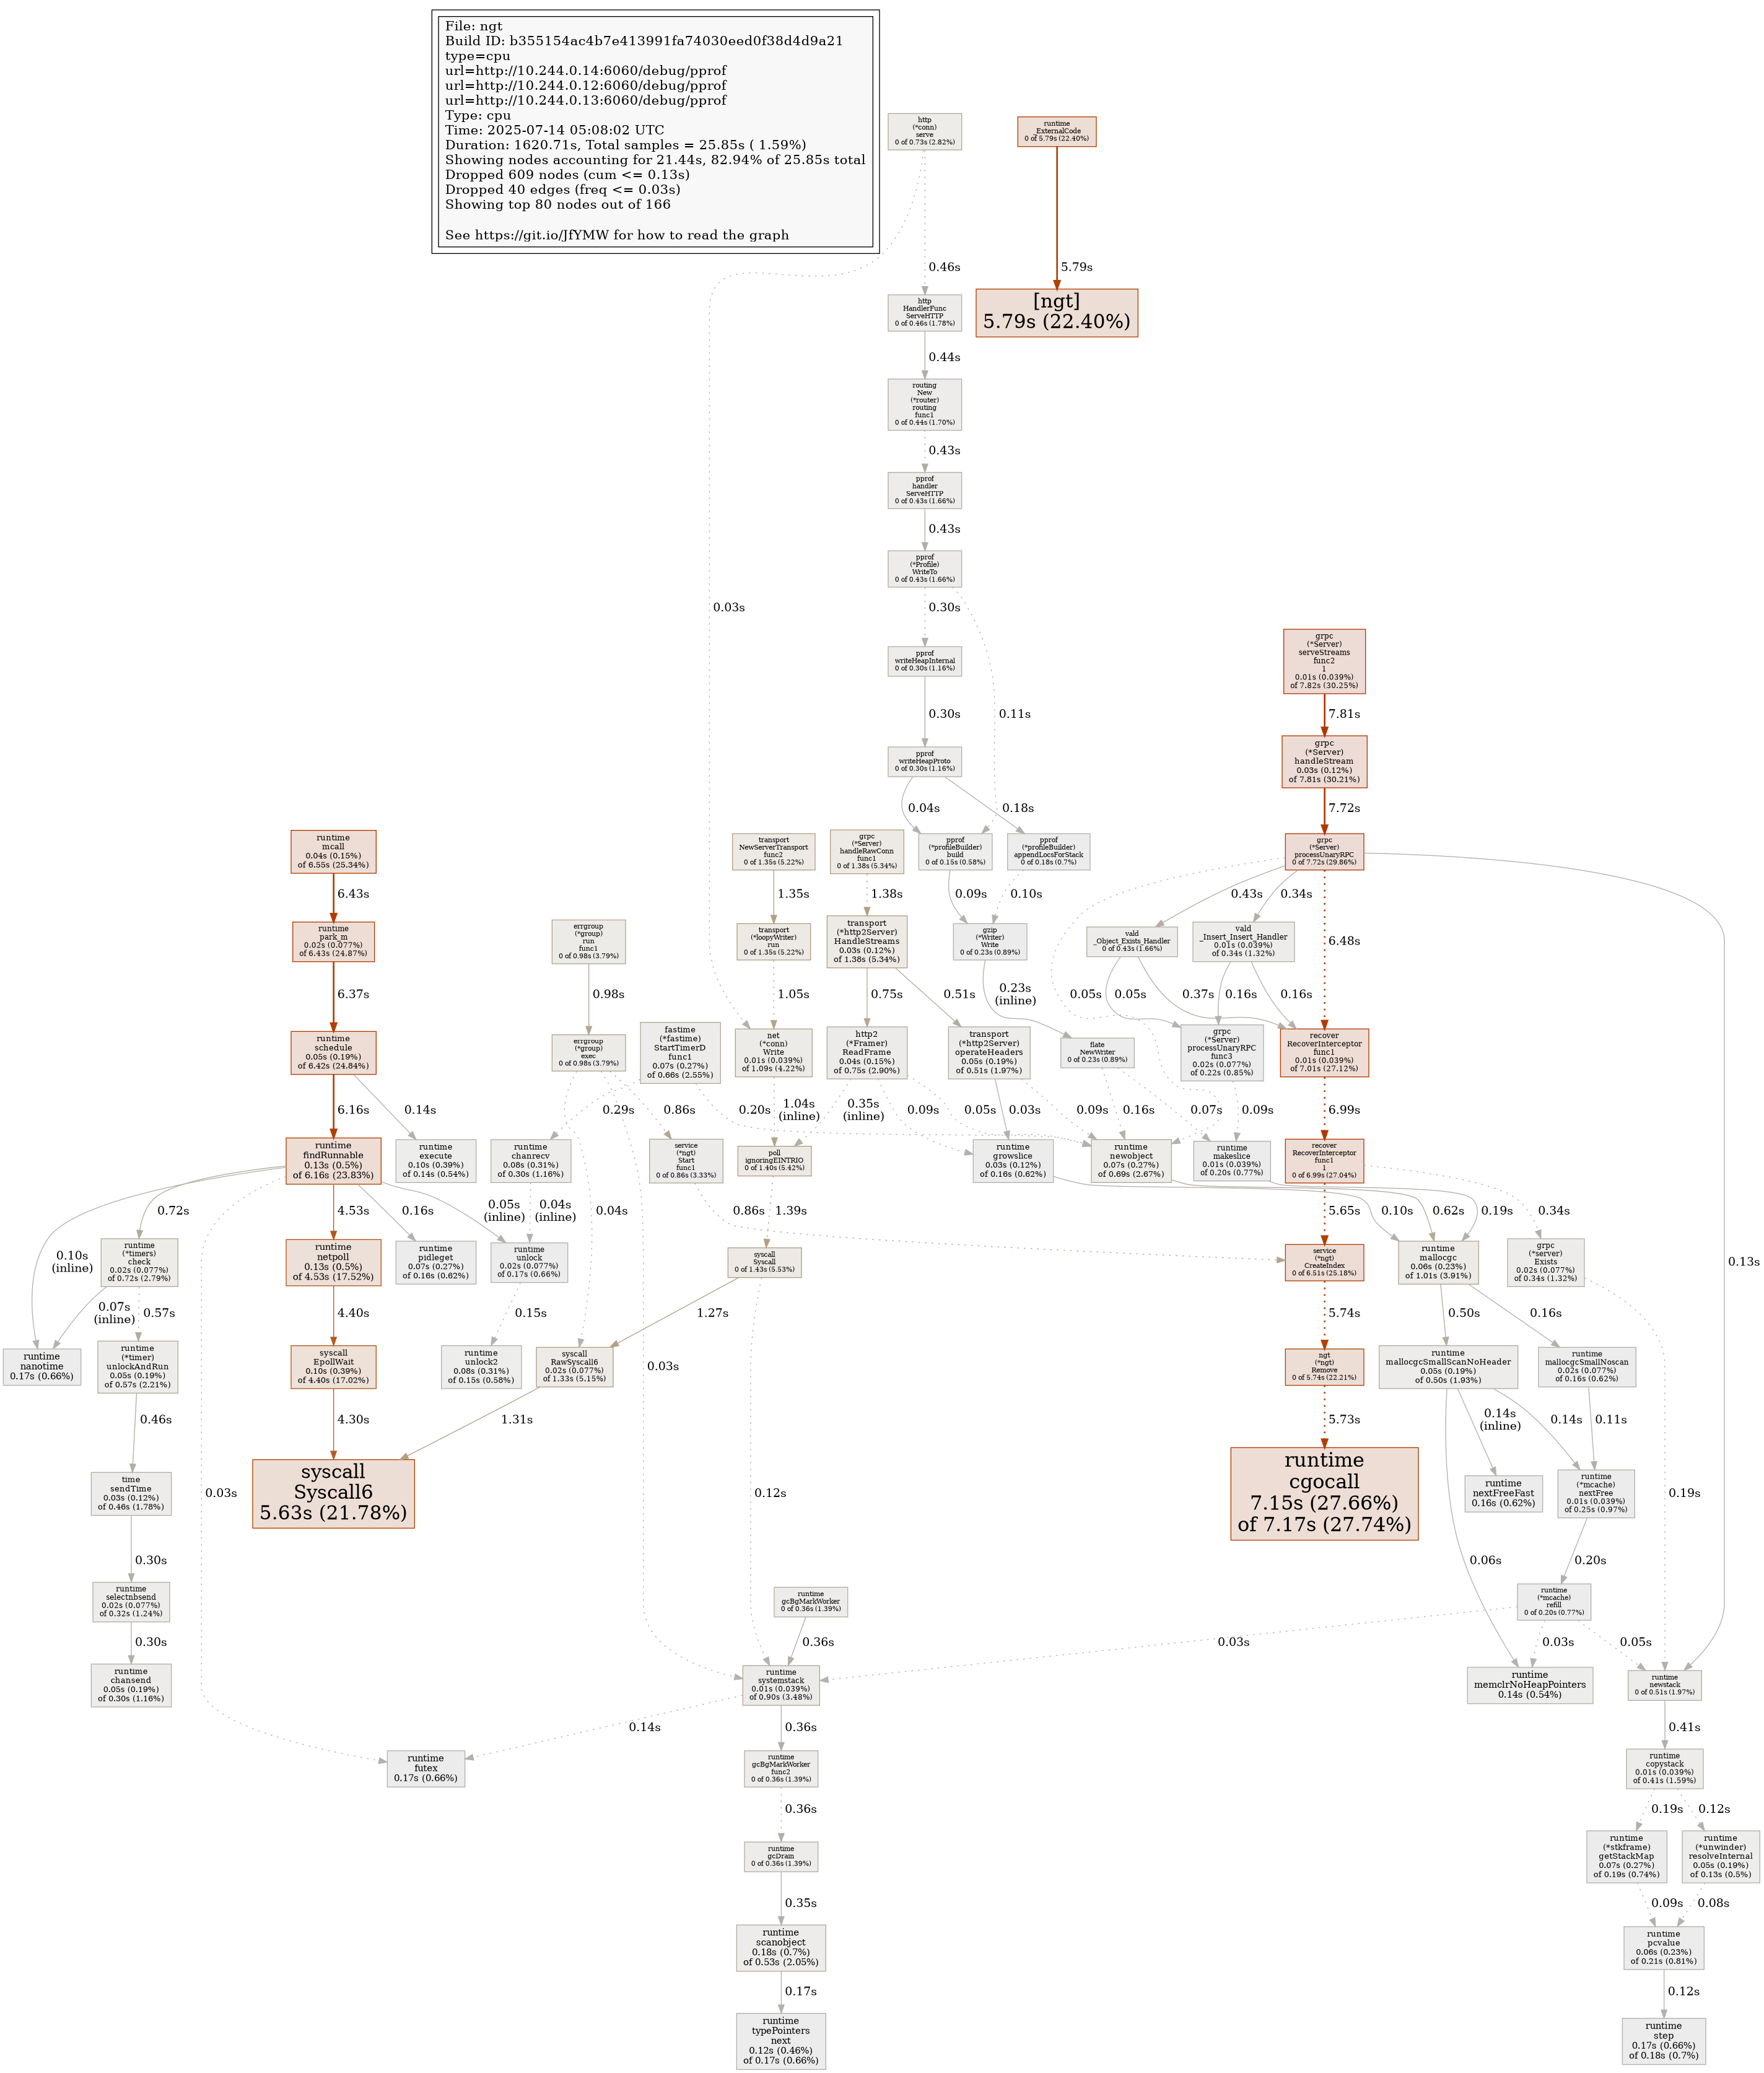 File: ngt
Build ID: b355154ac4b7e413991fa74030eed0f38d4d9a21
type=cpu
url=http://10.244.0.14:6060/debug/pprof
url=http://10.244.0.12:6060/debug/pprof
url=http://10.244.0.13:6060/debug/pprof
Type: cpu
Time: 2025-07-14 05:08:02 UTC
Duration: 1620.71s, Total samples = 25.85s ( 1.59%)
Showing nodes accounting for 21.44s, 82.94% of 25.85s total
Dropped 609 nodes (cum <= 0.13s)
Dropped 40 edges (freq <= 0.03s)
Showing top 80 nodes out of 166
See https://git.io/JfYMW for how to read the graph
http
(*conn)
serve
0 of 0.73s (2.82%)
runtime
_ExternalCode
0 of 5.79s (22.40%)
0.46s
5.79s
http
HandlerFunc
ServeHTTP
0 of 0.46s (1.78%)
[ngt]
5.79s (22.40%)
0.44s
routing
New
(*router)
routing
func1
0 of 0.44s (1.70%)
0.43s
pprof
handler
ServeHTTP
0 of 0.43s (1.66%)
0.43s
pprof
(*Profile)
WriteTo
0 of 0.43s (1.66%)
0.03s
0.30s
pprof
writeHeapInternal
0 of 0.30s (1.16%)
grpc
(*Server)
serveStreams
func2
1
0.01s (0.039%)
of 7.82s (30.25%)
0.30s
0.11s
7.81s
pprof
writeHeapProto
0 of 0.30s (1.16%)
grpc
(*Server)
handleStream
0.03s (0.12%)
of 7.81s (30.21%)
0.04s
0.18s
7.72s
runtime
mcall
0.04s (0.15%)
of 6.55s (25.34%)
transport
NewServerTransport
func2
0 of 1.35s (5.22%)
grpc
(*Server)
handleRawConn
func1
0 of 1.38s (5.34%)
pprof
(*profileBuilder)
build
0 of 0.15s (0.58%)
pprof
(*profileBuilder)
appendLocsForStack
0 of 0.18s (0.7%)
grpc
(*Server)
processUnaryRPC
0 of 7.72s (29.86%)
6.43s
1.35s
1.38s
0.09s
0.10s
0.43s
0.34s
runtime
park_m
0.02s (0.077%)
of 6.43s (24.87%)
errgroup
(*group)
run
func1
0 of 0.98s (3.79%)
transport
(*loopyWriter)
run
0 of 1.35s (5.22%)
transport
(*http2Server)
HandleStreams
0.03s (0.12%)
of 1.38s (5.34%)
gzip
(*Writer)
Write
0 of 0.23s (0.89%)
vald
_Object_Exists_Handler
0 of 0.43s (1.66%)
vald
_Insert_Insert_Handler
0.01s (0.039%)
of 0.34s (1.32%)
6.48s
6.37s
0.98s
1.05s
0.75s
0.51s
0.23s
(inline)
0.05s
0.05s
0.37s
0.16s
0.16s
runtime
schedule
0.05s (0.19%)
of 6.42s (24.84%)
errgroup
(*group)
exec
0 of 0.98s (3.79%)
fastime
(*fastime)
StartTimerD
func1
0.07s (0.27%)
of 0.66s (2.55%)
net
(*conn)
Write
0.01s (0.039%)
of 1.09s (4.22%)
http2
(*Framer)
ReadFrame
0.04s (0.15%)
of 0.75s (2.90%)
transport
(*http2Server)
operateHeaders
0.05s (0.19%)
of 0.51s (1.97%)
flate
NewWriter
0 of 0.23s (0.89%)
grpc
(*Server)
processUnaryRPC
func3
0.02s (0.077%)
of 0.22s (0.85%)
recover
RecoverInterceptor
func1
0.01s (0.039%)
of 7.01s (27.12%)
6.16s
0.14s
0.29s
0.86s
0.20s
1.04s
(inline)
0.35s
(inline)
0.09s
0.05s
0.03s
0.09s
0.16s
0.07s
0.09s
6.99s
runtime
findRunnable
0.13s (0.5%)
of 6.16s (23.83%)
runtime
execute
0.10s (0.39%)
of 0.14s (0.54%)
runtime
chanrecv
0.08s (0.31%)
of 0.30s (1.16%)
service
(*ngt)
Start
func1
0 of 0.86s (3.33%)
poll
ignoringEINTRIO
0 of 1.40s (5.42%)
runtime
growslice
0.03s (0.12%)
of 0.16s (0.62%)
runtime
newobject
0.07s (0.27%)
of 0.69s (2.67%)
runtime
makeslice
0.01s (0.039%)
of 0.20s (0.77%)
recover
RecoverInterceptor
func1
1
0 of 6.99s (27.04%)
0.10s
(inline)
0.72s
4.53s
0.16s
0.05s
(inline)
0.04s
(inline)
0.04s
0.86s
1.39s
0.10s
0.62s
0.19s
5.65s
0.34s
runtime
(*timers)
check
0.02s (0.077%)
of 0.72s (2.79%)
runtime
netpoll
0.13s (0.5%)
of 4.53s (17.52%)
runtime
pidleget
0.07s (0.27%)
of 0.16s (0.62%)
runtime
unlock
0.02s (0.077%)
of 0.17s (0.66%)
syscall
Syscall
0 of 1.43s (5.53%)
service
(*ngt)
CreateIndex
0 of 6.51s (25.18%)
runtime
mallocgc
0.06s (0.23%)
of 1.01s (3.91%)
grpc
(*server)
Exists
0.02s (0.077%)
of 0.34s (1.32%)
0.13s
0.07s
(inline)
0.57s
4.40s
0.15s
1.27s
5.74s
0.50s
0.16s
runtime
nanotime
0.17s (0.66%)
runtime
(*timer)
unlockAndRun
0.05s (0.19%)
of 0.57s (2.21%)
syscall
EpollWait
0.10s (0.39%)
of 4.40s (17.02%)
runtime
unlock2
0.08s (0.31%)
of 0.15s (0.58%)
syscall
RawSyscall6
0.02s (0.077%)
of 1.33s (5.15%)
0.03s
ngt
(*ngt)
Remove
0 of 5.74s (22.21%)
runtime
mallocgcSmallScanNoHeader
0.05s (0.19%)
of 0.50s (1.93%)
runtime
mallocgcSmallNoscan
0.02s (0.077%)
of 0.16s (0.62%)
0.46s
4.30s
1.31s
5.73s
0.14s
(inline)
0.14s
0.11s
time
sendTime
0.03s (0.12%)
of 0.46s (1.78%)
0.03s
syscall
Syscall6
5.63s (21.78%)
0.12s
runtime
cgocall
7.15s (27.66%)
of 7.17s (27.74%)
runtime
nextFreeFast
0.16s (0.62%)
runtime
(*mcache)
nextFree
0.01s (0.039%)
of 0.25s (0.97%)
0.19s
0.30s
0.06s
0.20s
runtime
selectnbsend
0.02s (0.077%)
of 0.32s (1.24%)
runtime
gcBgMarkWorker
0 of 0.36s (1.39%)
runtime
(*mcache)
refill
0 of 0.20s (0.77%)
0.30s
0.36s
0.03s
0.03s
0.05s
runtime
chansend
0.05s (0.19%)
of 0.30s (1.16%)
runtime
systemstack
0.01s (0.039%)
of 0.90s (3.48%)
runtime
memclrNoHeapPointers
0.14s (0.54%)
runtime
newstack
0 of 0.51s (1.97%)
0.14s
0.36s
0.41s
runtime
futex
0.17s (0.66%)
runtime
gcBgMarkWorker
func2
0 of 0.36s (1.39%)
runtime
copystack
0.01s (0.039%)
of 0.41s (1.59%)
0.36s
0.19s
0.12s
runtime
gcDrain
0 of 0.36s (1.39%)
runtime
(*stkframe)
getStackMap
0.07s (0.27%)
of 0.19s (0.74%)
runtime
(*unwinder)
resolveInternal
0.05s (0.19%)
of 0.13s (0.5%)
0.35s
0.09s
0.08s
runtime
scanobject
0.18s (0.7%)
of 0.53s (2.05%)
runtime
pcvalue
0.06s (0.23%)
of 0.21s (0.81%)
0.17s
0.12s
runtime
typePointers
next
0.12s (0.46%)
of 0.17s (0.66%)
runtime
step
0.17s (0.66%)
of 0.18s (0.7%)